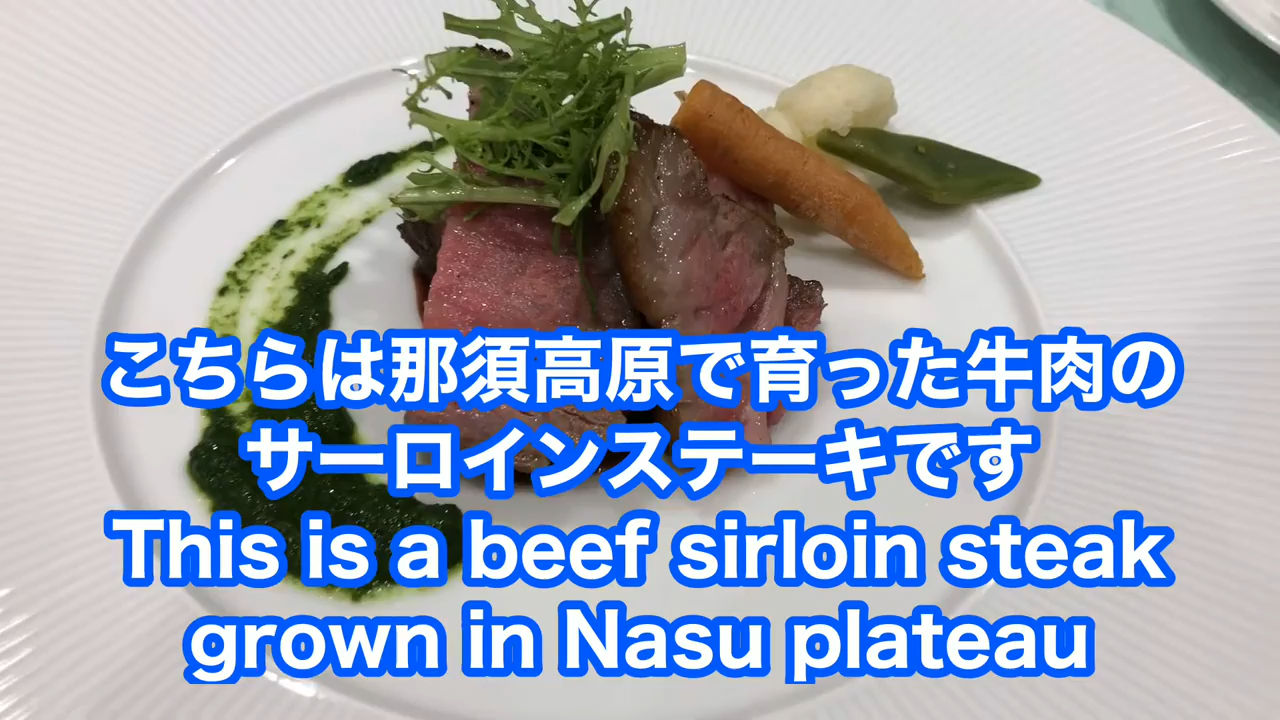 こちらは那須高原で育った牛肉の
サーロインステーキです
This is a beef sirloin steak
grown in Nasu plateau